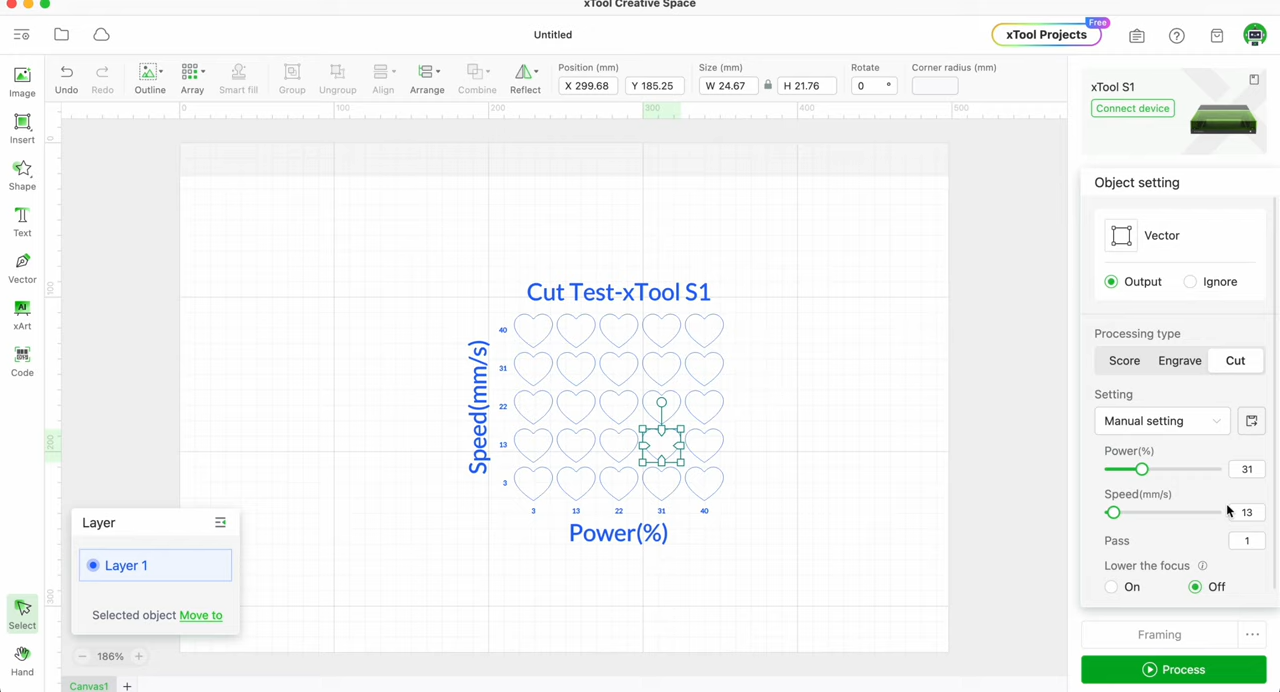 xTool Creative Space
Untitled
xTool Projects
Free
Undo
Redo
Outline
Array
Smart fill
Group
Ungroup
Align
Arrange
Combine
Reflect
Position (mm)
X 299.68
Y 185.25
Size (mm)
W 24.67
H 21.76
Rotate
0 °
Corner radius (mm)
Image
Insert
Shape
Text
Vector
AI
xArt
Code
Select
Hand
0 100 200 300 400 500
0
100
200
300
Cut Test-xTool S1
Speed(mm/s)
40
31
22
13
3
3 13 22 31 40
Power(%)
Layer
Layer 1
Selected object Move to
186%
Canvas1
xTool S1
Connect device
Object setting
Vector
Output Ignore
Processing type
Score Engrave Cut
Setting
Manual setting
Power(%)
31
Speed(mm/s)
13
Pass 1
Lower the focus
On Off
Framing
Process